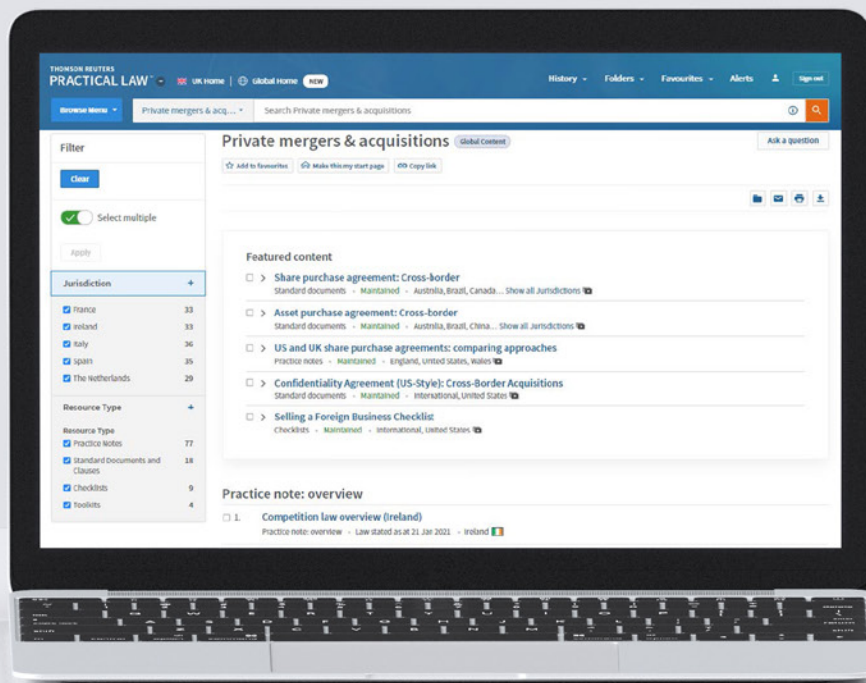 THOMSON REUTERS
PRACTICAL LAW
UK Home | Global Home NEW
History Folders Favourites Alerts Sign out
Browse Menu Private mergers & acq... Search Private mergers & acquisitions
Filter
Clear
Select multiple
Apply
Jurisdiction +
France 33
Ireland 33
Italy 36
Spain 35
The Netherlands 29
Resource Type +
Resource Type
Practice Notes 77
Standard Documents and 18
Clauses
Checklists 9
Toolkits 4
Private mergers & acquisitions Global Content
Ask a question
Add to favourites Make this my start page Copy link
Featured content
Share purchase agreement: Cross-border
Standard documents • Maintained • Australia, Brazil, Canada... Show all Jurisdictions
Asset purchase agreement: Cross-border
Standard documents • Maintained • Australia, Brazil, China... Show all Jurisdictions
US and UK share purchase agreements: comparing approaches
Practice notes • Maintained • England, United States, Wales
Confidentiality Agreement (US-Style): Cross-Border Acquisitions
Standard documents • Maintained • International, United States
Selling a Foreign Business Checklist
Checklists • Maintained • International, United States
Practice note: overview
1. Competition law overview (Ireland)
Practice note: overview • Law stated as at 21 Jan 2021 • Ireland